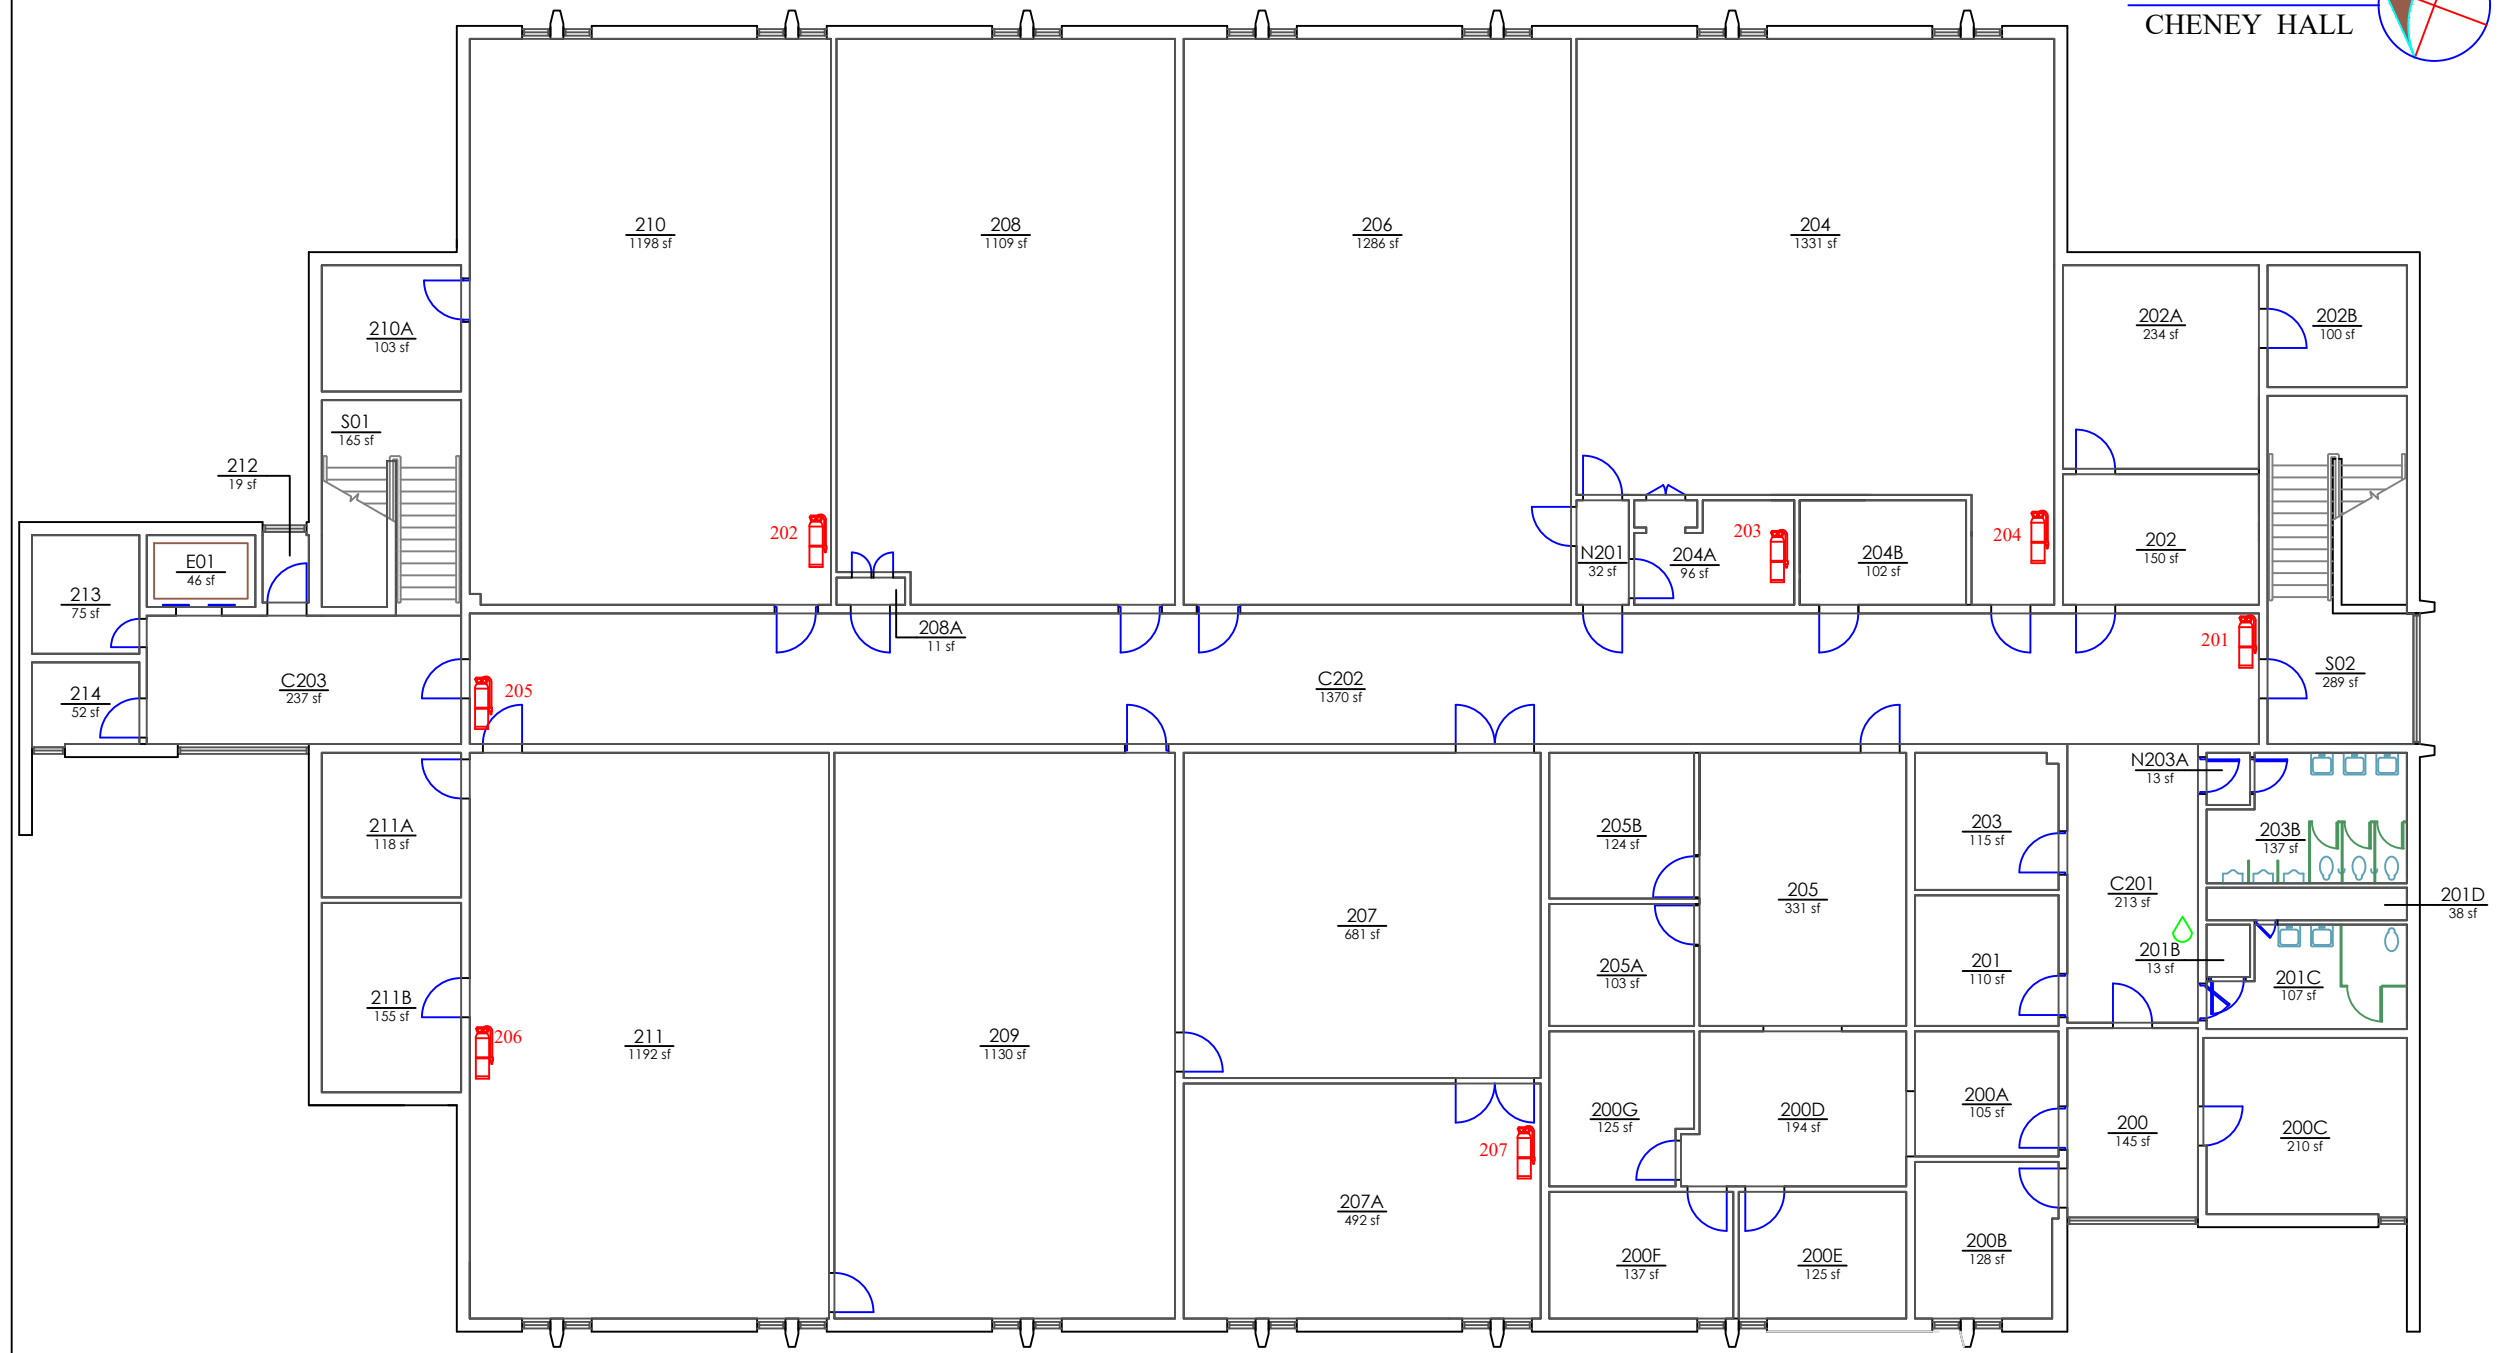 CHENEY HALL
210
1198 sf
208
1109 sf
206
1286 sf
204
1331 sf
210A
103 sf
202A
234 sf
202B
100 sf
S01
165 sf
212
19 sf
202
203
204
E01
46 sf
N201
32 sf
204A
96 sf
204B
102 sf
202
150 sf
213
75 sf
208A
11 sf
201
214
52 sf
C203
237 sf
205
C202
1370 sf
S02
289 sf
N203A
13 sf
211A
118 sf
205B
124 sf
203
115 sf
203B
137 sf
205
331 sf
C201
213 sf
201D
38 sf
207
681 sf
205A
103 sf
201
110 sf
201B
13 sf
201C
107 sf
211B
155 sf
206
211
1192 sf
209
1130 sf
200G
125 sf
200D
194 sf
200A
105 sf
200
145 sf
200C
210 sf
207
207A
492 sf
200F
137 sf
200E
125 sf
200B
128 sf